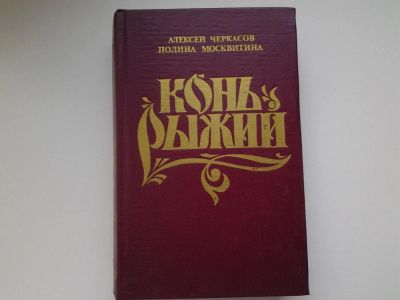 АЛЕКСЕЙ ЧЕРКАСОВ
ПОЛИНА МОСКВИТИНА
КОНЬ
РЫЖИЙ